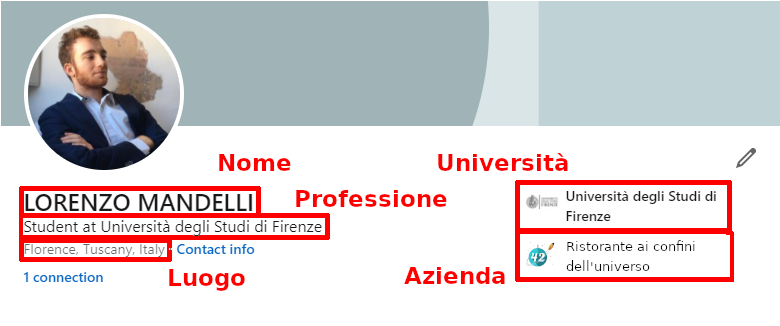 Nome
Università
LORENZO MANDELLI
Professione
Student at Università degli Studi di Firenze
Florence, Tuscany, Italy · Contact info
1 connection
Luogo
Università degli Studi di
Firenze
Ristorante ai confini
dell'universo
42
Azienda